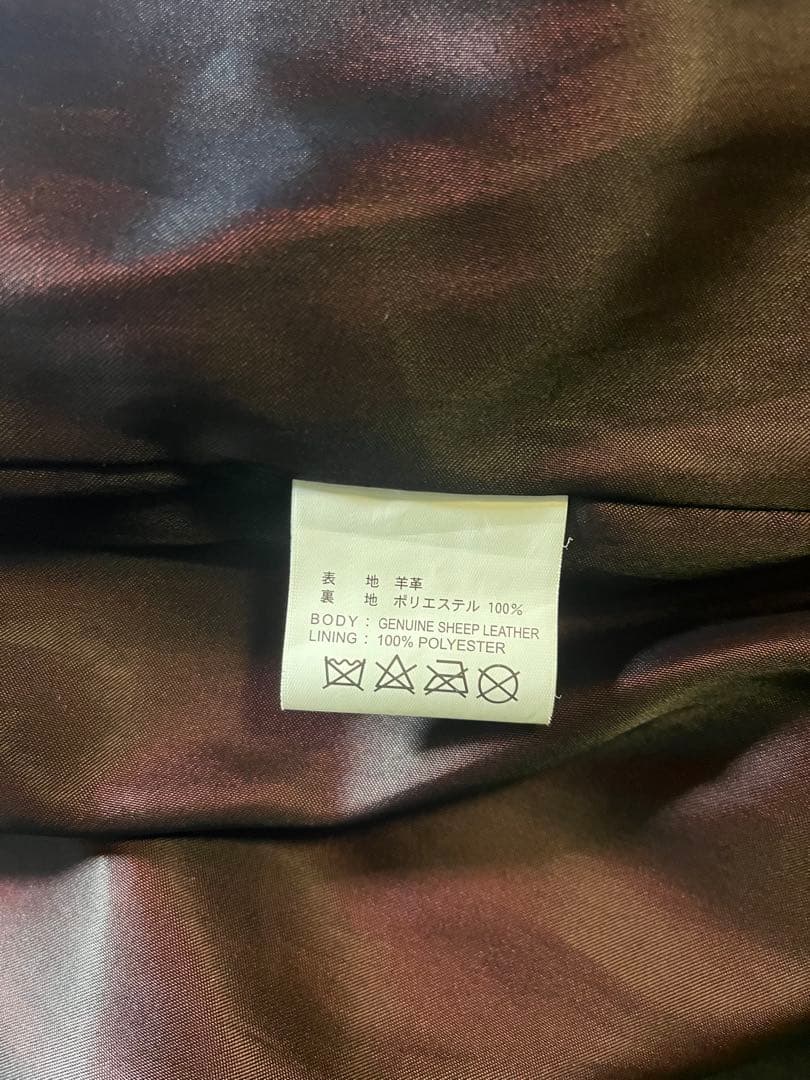 表 地 羊革
裏 地 ポリエステル 100%
BODY : GENUINE SHEEP LEATHER
LINING : 100% POLYESTER